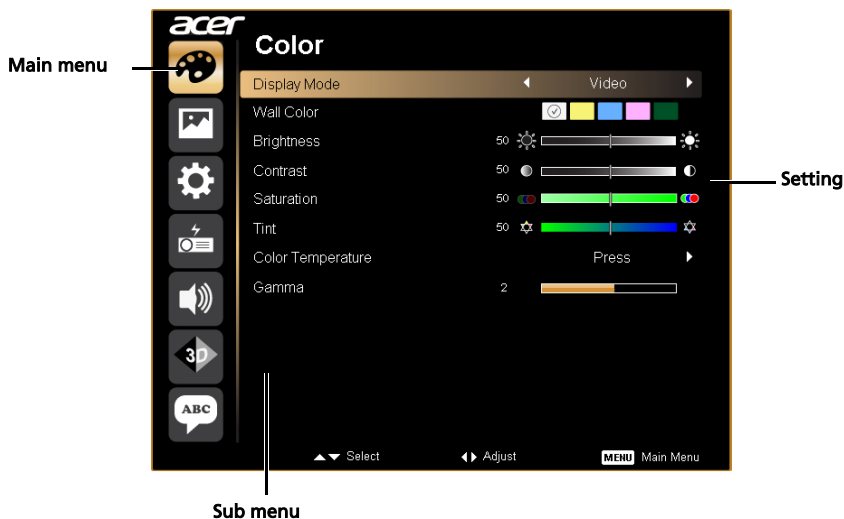 acer
Color
Main menu
Display Mode Video
Wall Color
Brightness 50
Contrast 50
Setting
Saturation 50
Tint 50
Color Temperature Press
Gamma 2
3D
ABC
Select Adjust MENU Main Menu
Sub menu